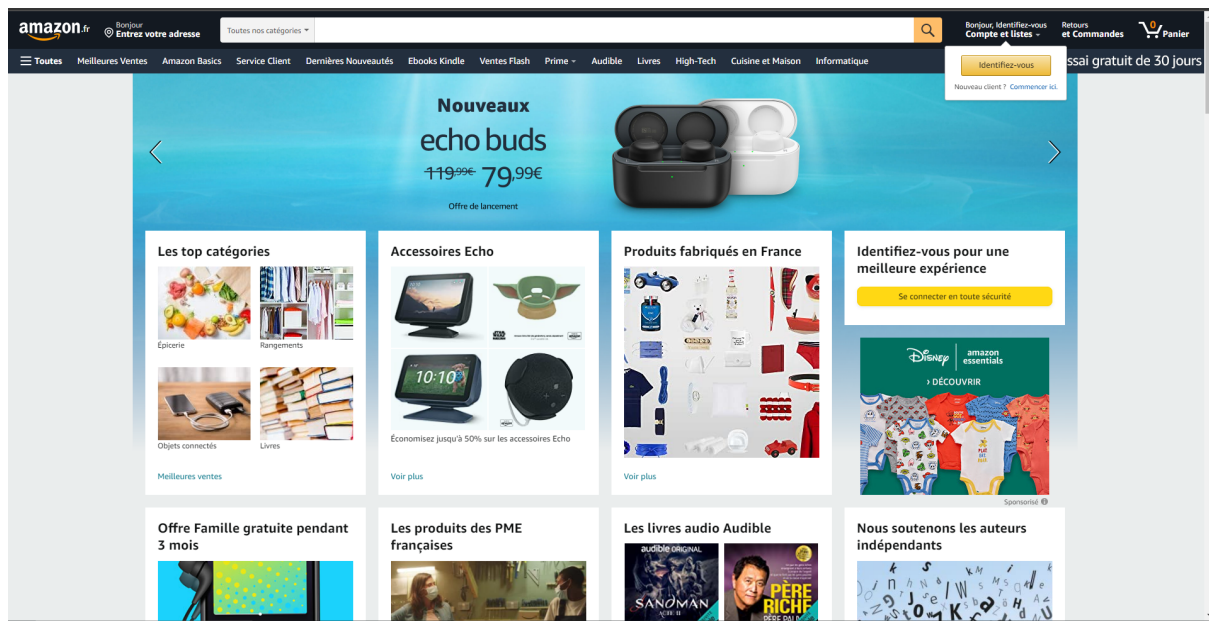 amazon.fr
Bonjour
Entrez votre adresse
Toutes nos catégories
Bonjour, Identifiez-vous
Compte et listes
Retours
et Commandes
0
Panier
Toutes
Meilleures Ventes
Amazon Basics
Service Client
Dernières Nouveautés
Ebooks Kindle
Ventes Flash
Prime
Audible
Livres
High-Tech
Cuisine et Maison
Informatique
ssai gratuit de 30 jours
Identifiez-vous
Nouveau client ? Commencer ici.
Nouveaux
echo buds
119,99€ 79,99€
Offre de lancement
Les top catégories
Épicerie
Rangements
Objets connectés
Livres
Meilleures ventes
Accessoires Echo
10:10
Économisez jusqu'à 50% sur les accessoires Echo
Voir plus
Produits fabriqués en France
Voir plus
Identifiez-vous pour une
meilleure expérience
Se connecter en toute sécurité
Disney
amazon
essentials
› DÉCOUVRIR
Sponsorisé
Offre Famille gratuite pendant
3 mois
Les produits des PME
françaises
Les livres audio Audible
audible ORIGINAL
SANDMAN
ACTE II
PÈRE
RICHE
Nous soutenons les auteurs
indépendants